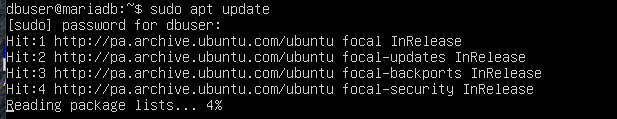 dbuser@mariadb:~$ sudo apt update
[sudo] password for dbuser:
Hit:1 http://pa.archive.ubuntu.com/ubuntu focal InRelease
Hit:2 http://pa.archive.ubuntu.com/ubuntu focal-updates InRelease
Hit:3 http://pa.archive.ubuntu.com/ubuntu focal-backports InRelease
Hit:4 http://pa.archive.ubuntu.com/ubuntu focal-security InRelease
Reading package lists... 4%